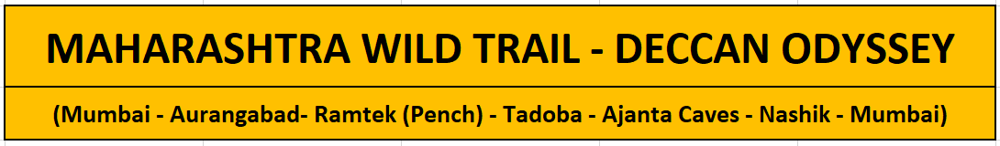 MAHARASHTRA WILD TRAIL - DECCAN ODYSSEY
(Mumbai - Aurangabad- Ramtek (Pench) - Tadoba - Ajanta Caves - Nashik - Mumbai)